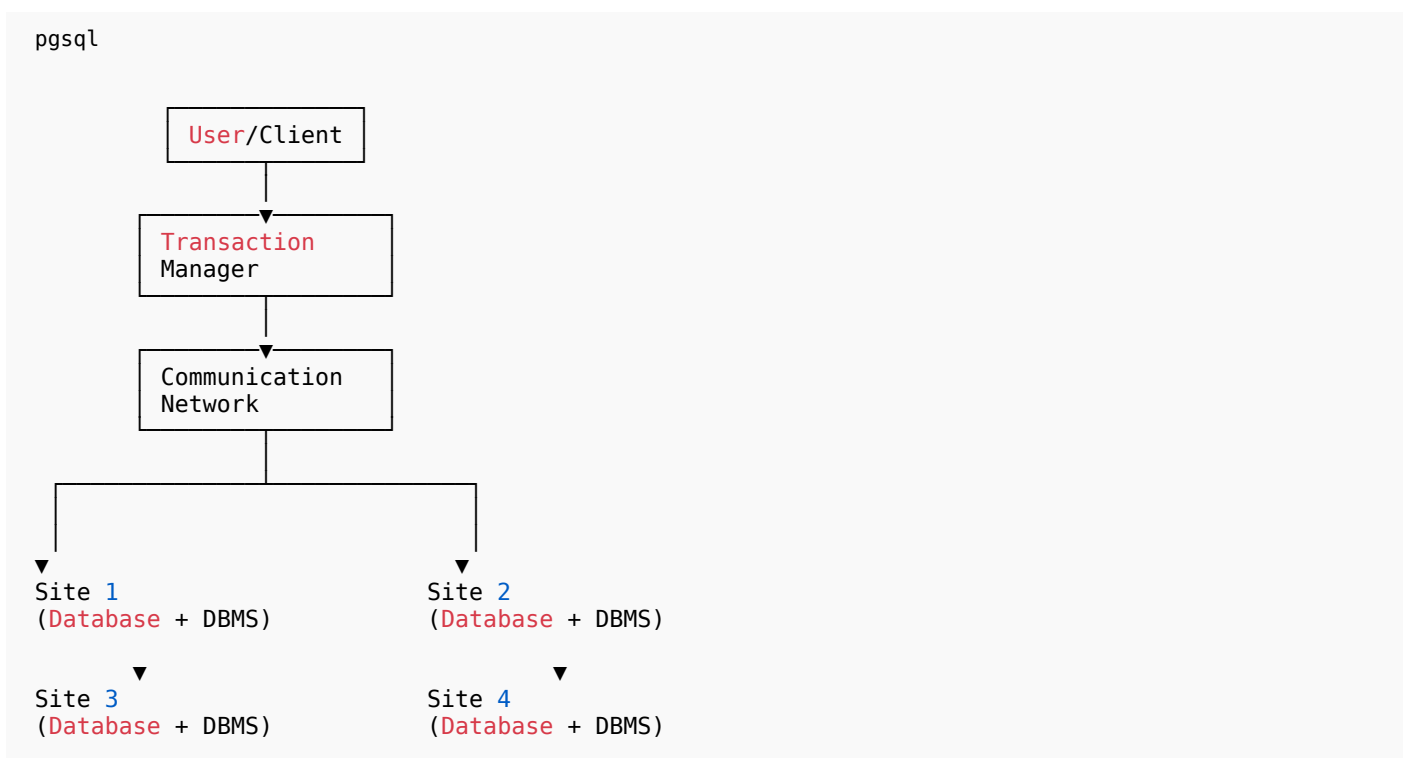 pgsql
User/Client
Transaction
Manager
Communication
Network
Site 1 Site 2
(Database + DBMS) (Database + DBMS)
Site 3 Site 4
(Database + DBMS) (Database + DBMS)